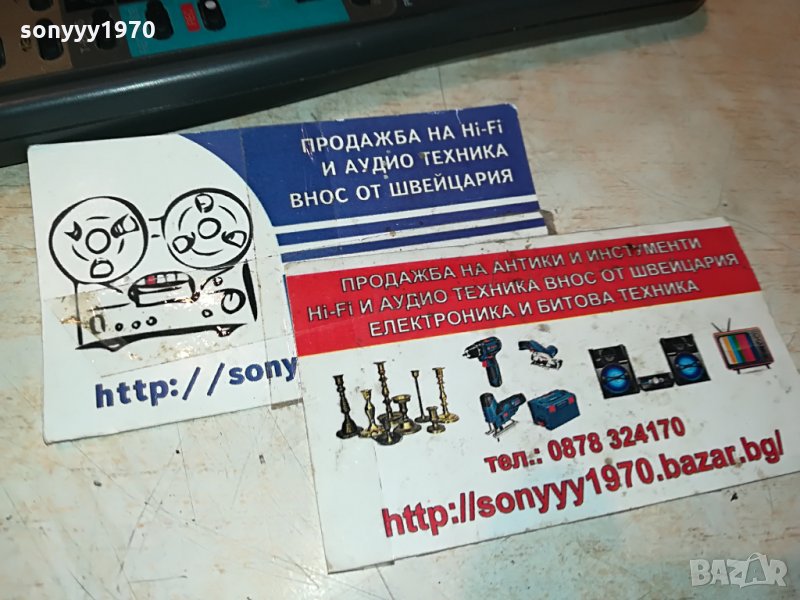 sonyyy1970
sonyyy1970
ПРОДАЖБА НА Hi-Fi
И АУДИО ТЕХНИКА
ВНОС ОТ ШВЕЙЦАРИЯ
http://sony
ПРОДАЖБА НА АНТИКИ И ИНСТУМЕНТИ
Hi-Fi И АУДИО ТЕХНИКА ВНОС ОТ ШВЕЙЦАРИЯ
ЕЛЕКТРОНИКА И БИТОВА ТЕХНИКА
тел.: 0878 324170
http://sonyyy1970.bazar.bg/
BAZAR